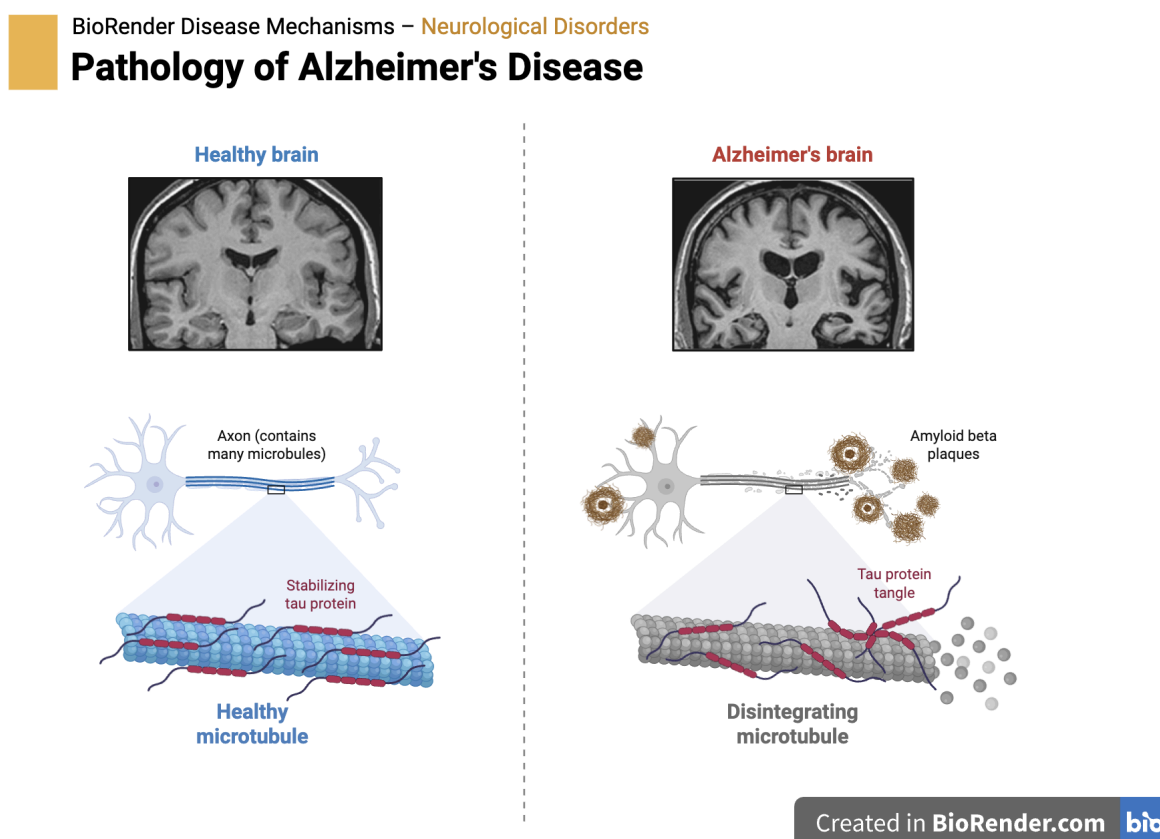 BioRender Disease Mechanisms – Neurological Disorders
Pathology of Alzheimer's Disease
Healthy brain
Axon (contains
many microbules)
Stabilizing
tau protein
Healthy
microtubule
Alzheimer's brain
Amyloid beta
plaques
Tau protein
tangle
Disintegrating
microtubule
Created in BioRender.com bio